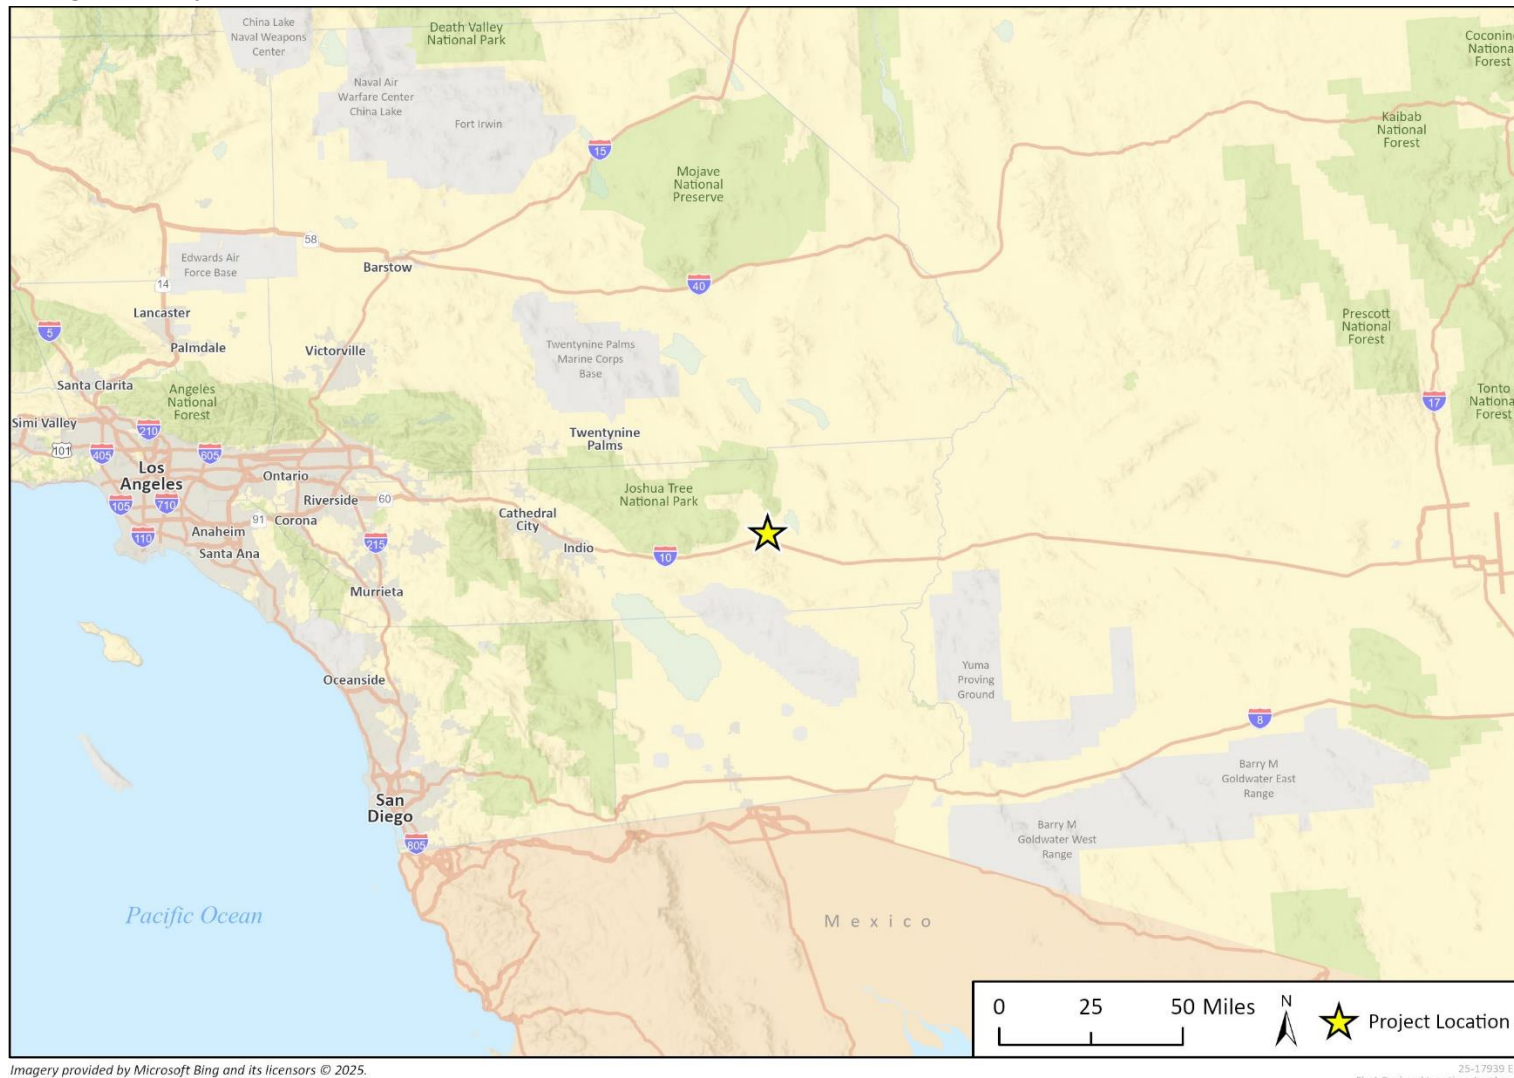 China Lake
Naval Weapons
Center
Death Valley
National Park
Naval Air
Warfare Center
China Lake
Fort Irwin
15
Mojave
National
Preserve
Kaibab
National
Forest
58
Edwards Air
Force Base
Barstow
14
40
Lancaster
5
Palmdale
Victorville
Twentynine Palms
Marine Corps
Base
Prescott
National
Forest
Santa Clarita
Angeles
National
Forest
Tonto
Forest
17
Simi Valley
101
405
210
605
Twentynine
Palms
Los
Angeles
Ontario
Riverside
60
Joshua Tree
National Park
105
710
91
Corona
Cathedral
City
Anaheim
110
Santa Ana
215
Indio
10
Murrieta
Yuma
Proving
Ground
Oceanside
8
Barry M
Goldwater East
Range
San
Diego
805
Barry M
Goldwater West
Range
Pacific Ocean
Mexico
0 25 50 Miles
N
Project Location
Imagery provided by Microsoft Bing and its licensors © 2025.
25-17939 E